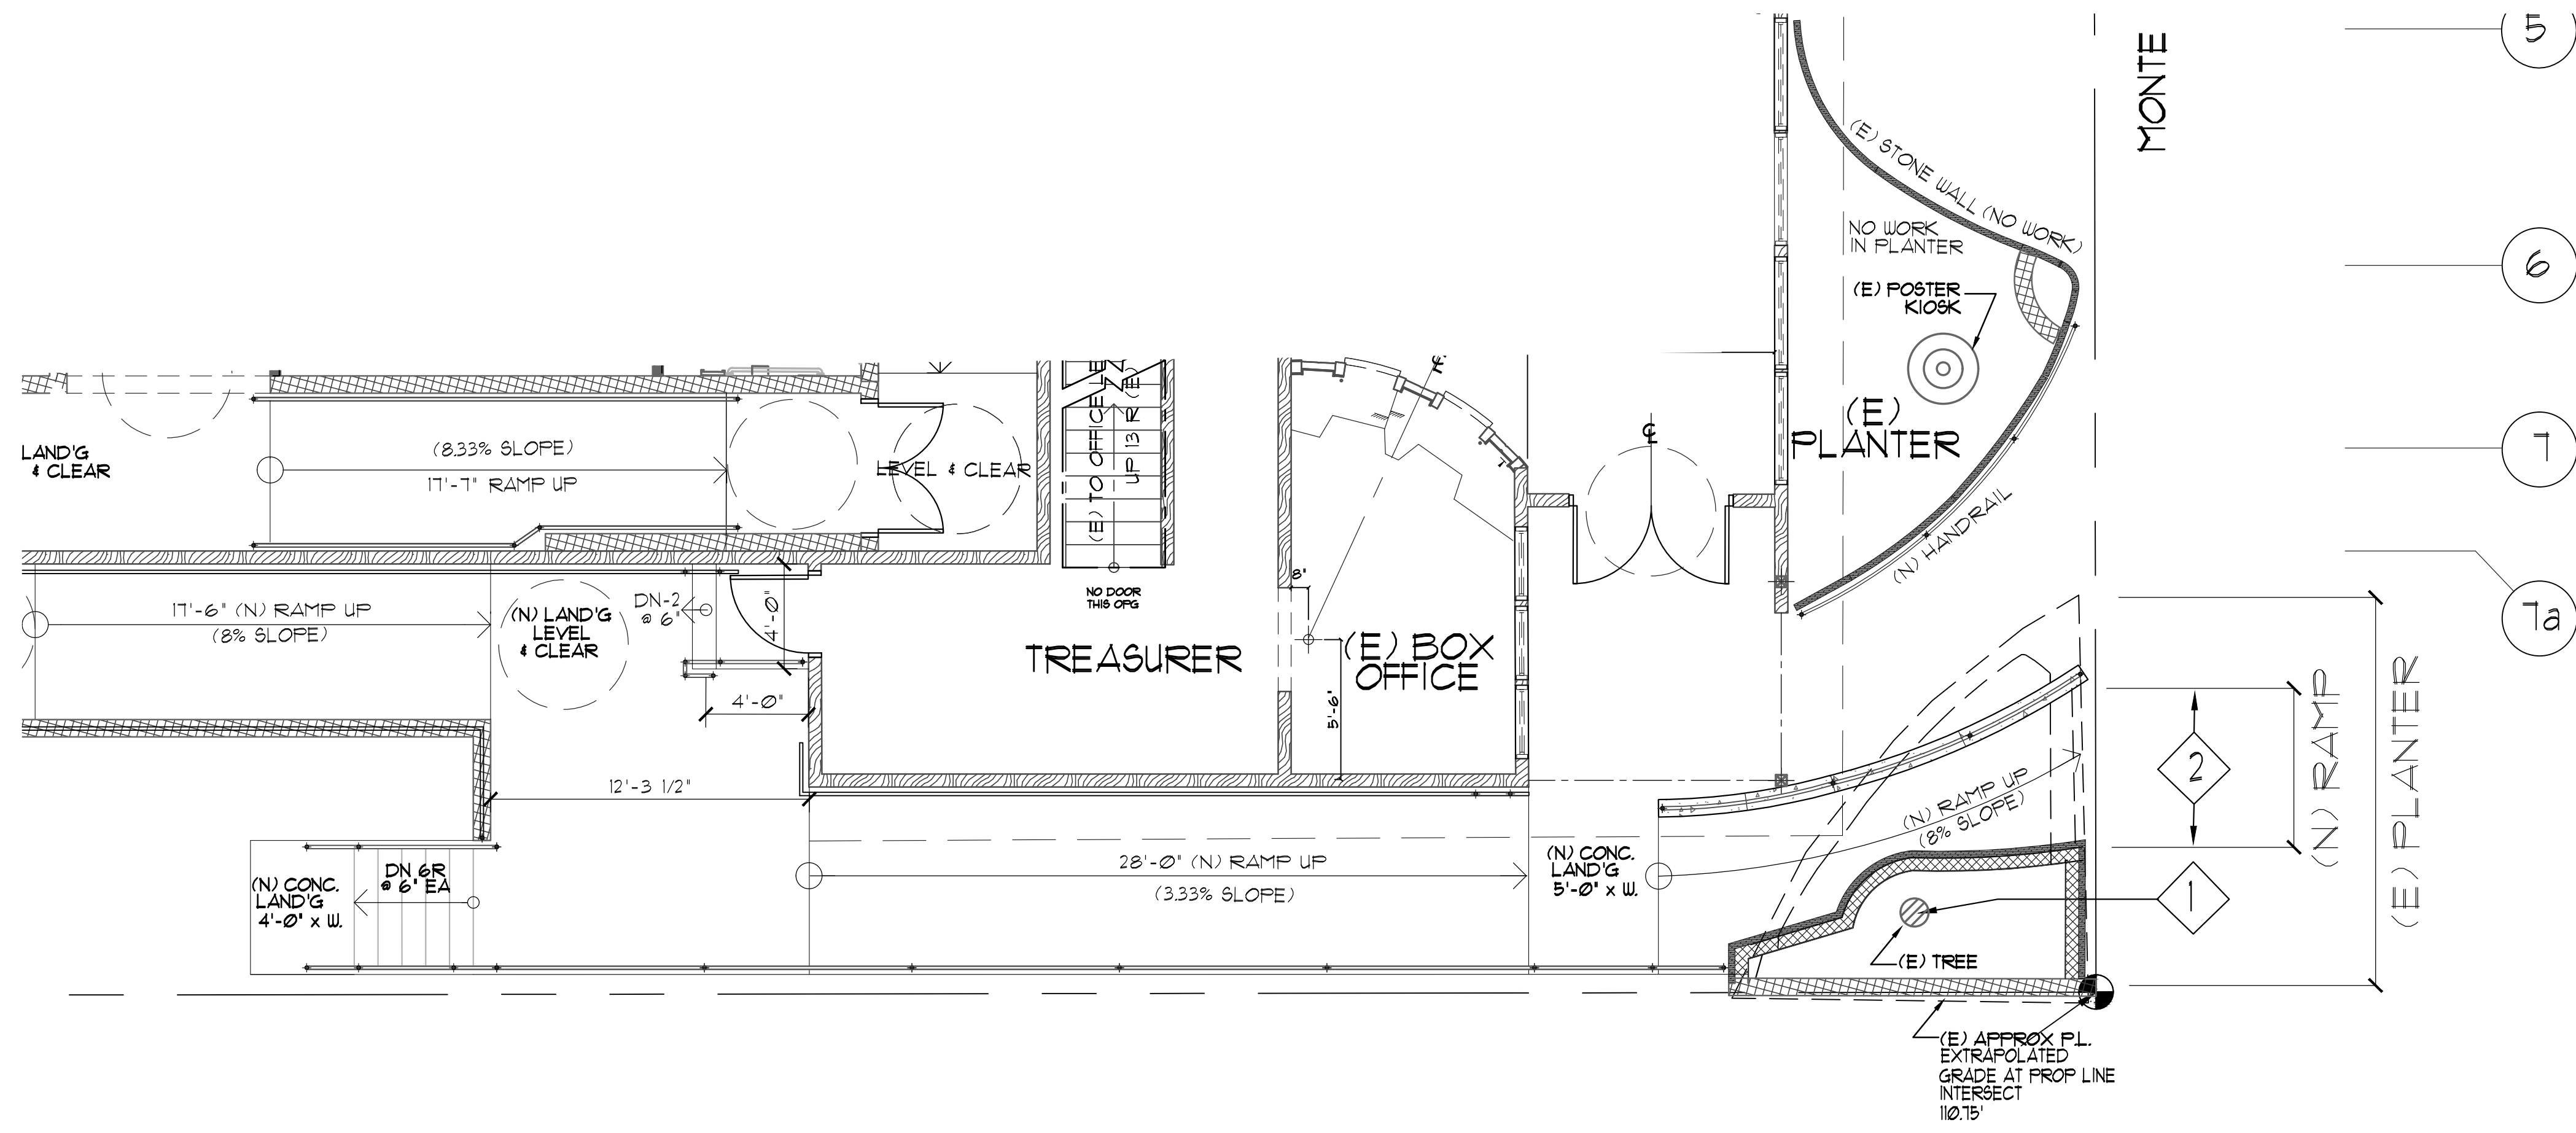 5
MONTE
(E) STONE WALL (NO WORK)
NO WORK
IN PLANTER
6
(E) POSTER
KIOSK
(E)
PLANTER
7
(N) HANDRAIL
7a
LAND'G
& CLEAR
(8.33% SLOPE)
17'-7" RAMP UP
LEVEL & CLEAR
(E) TO OFFICE
UP 13 R (E)
NO DOOR
THIS OPG
℄
℄
17'-6" (N) RAMP UP
(8% SLOPE)
(N) LAND'G
LEVEL
& CLEAR
DN-2
@ 6"
4'-0"
4'-0"
TREASURER
8"
5'-6"
(E) BOX
OFFICE
12'-3 1/2"
(N) CONC.
LAND'G
4'-0" x W.
DN 6R
@ 6" EA
28'-0" (N) RAMP UP
(3.33% SLOPE)
(N) CONC.
LAND'G
5'-0" x W.
(N) RAMP UP
(8% SLOPE)
2
1
(N) RAMP
(E) PLANTER
(E) TREE
(E) APPROX P.L.
EXTRAPOLATED
GRADE AT PROP LINE
INTERSECT
110.75'